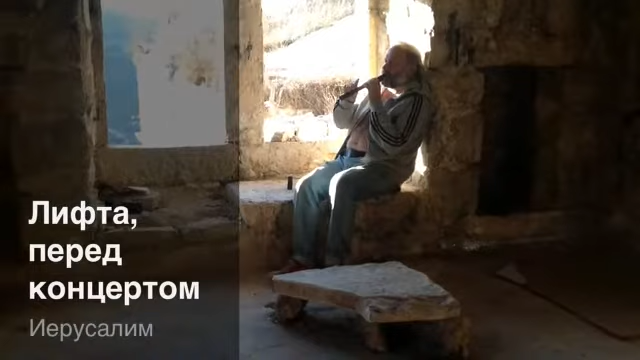 Лифта,
перед
концертом
Иерусалим